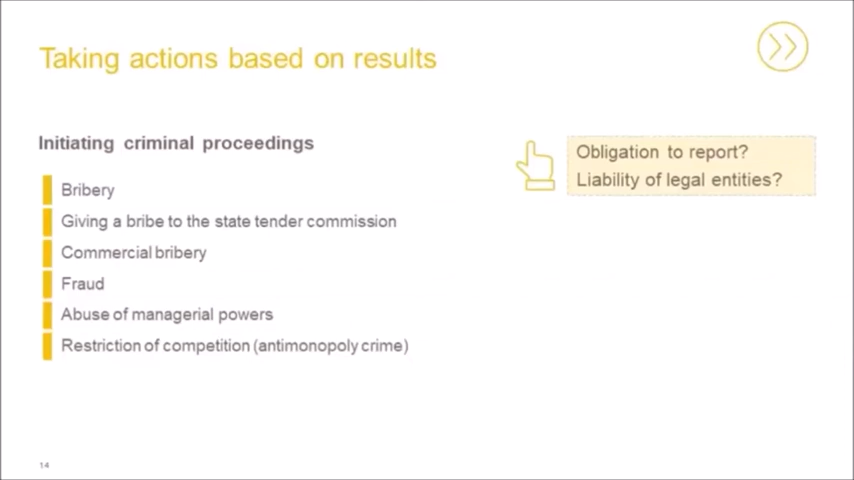 Taking actions based on results
Initiating criminal proceedings
Bribery
Giving a bribe to the state tender commission
Commercial bribery
Fraud
Abuse of managerial powers
Restriction of competition (antimonopoly crime)
Obligation to report?
Liability of legal entities?
14